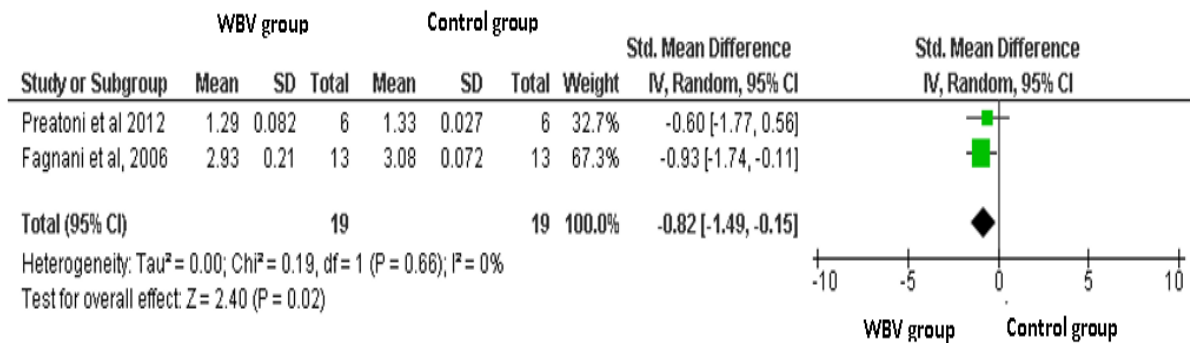 WBV group Control group
Std. Mean Difference Std. Mean Difference
Study or Subgroup Mean SD Total Mean SD Total Weight IV, Random, 95% CI IV, Random, 95% CI
Preatoni et al 2012 1.29 0.082 6 1.33 0.027 6 32.7% -0.60 [-1.77, 0.56]
Fagnani et al, 2006 2.93 0.21 13 3.08 0.072 13 67.3% -0.93 [-1.74, -0.11]
Total (95% CI) 19 19 100.0% -0.82 [-1.49, -0.15]
Heterogeneity: Tau² = 0.00; Chi² = 0.19, df = 1 (P = 0.66); I² = 0%
Test for overall effect: Z = 2.40 (P = 0.02)
-10 -5 0 5 10
WBV group Control group